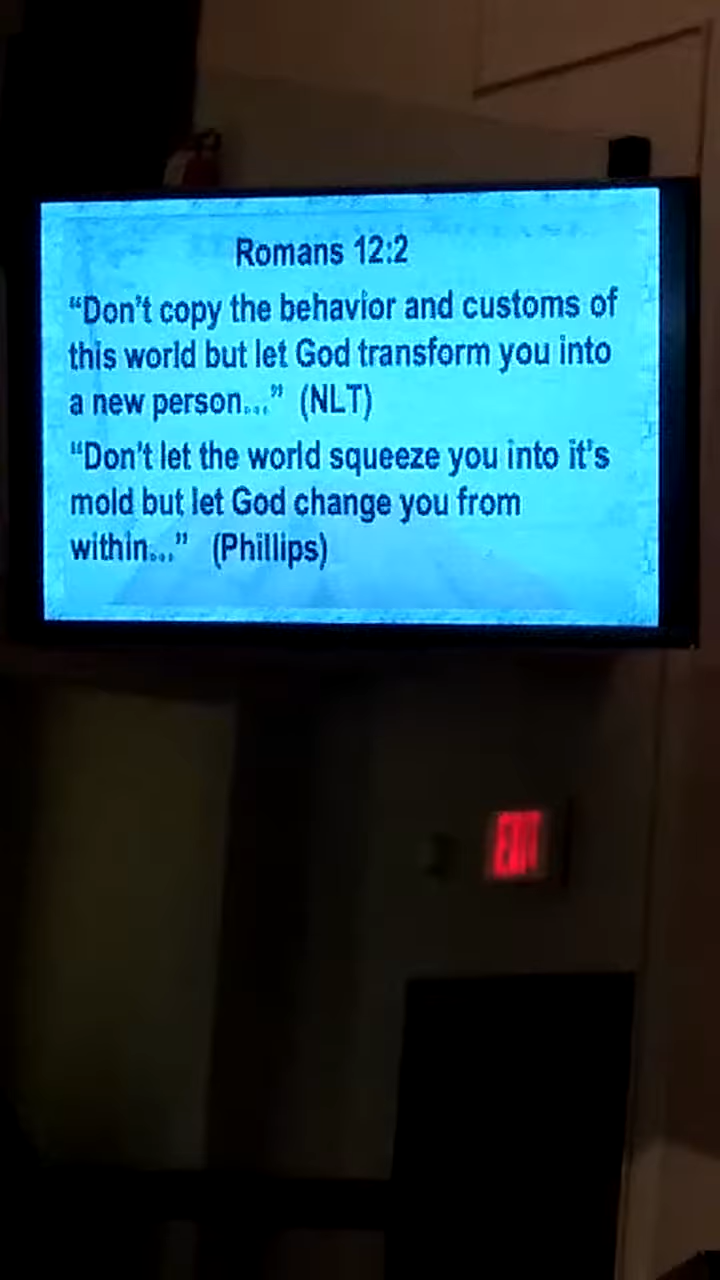 Romans 12:2
“Don't copy the behavior and customs of
this world but let God transform you into
a new person...” (NLT)
“Don't let the world squeeze you into it's
mold but let God change you from
within...” (Phillips)
EXIT